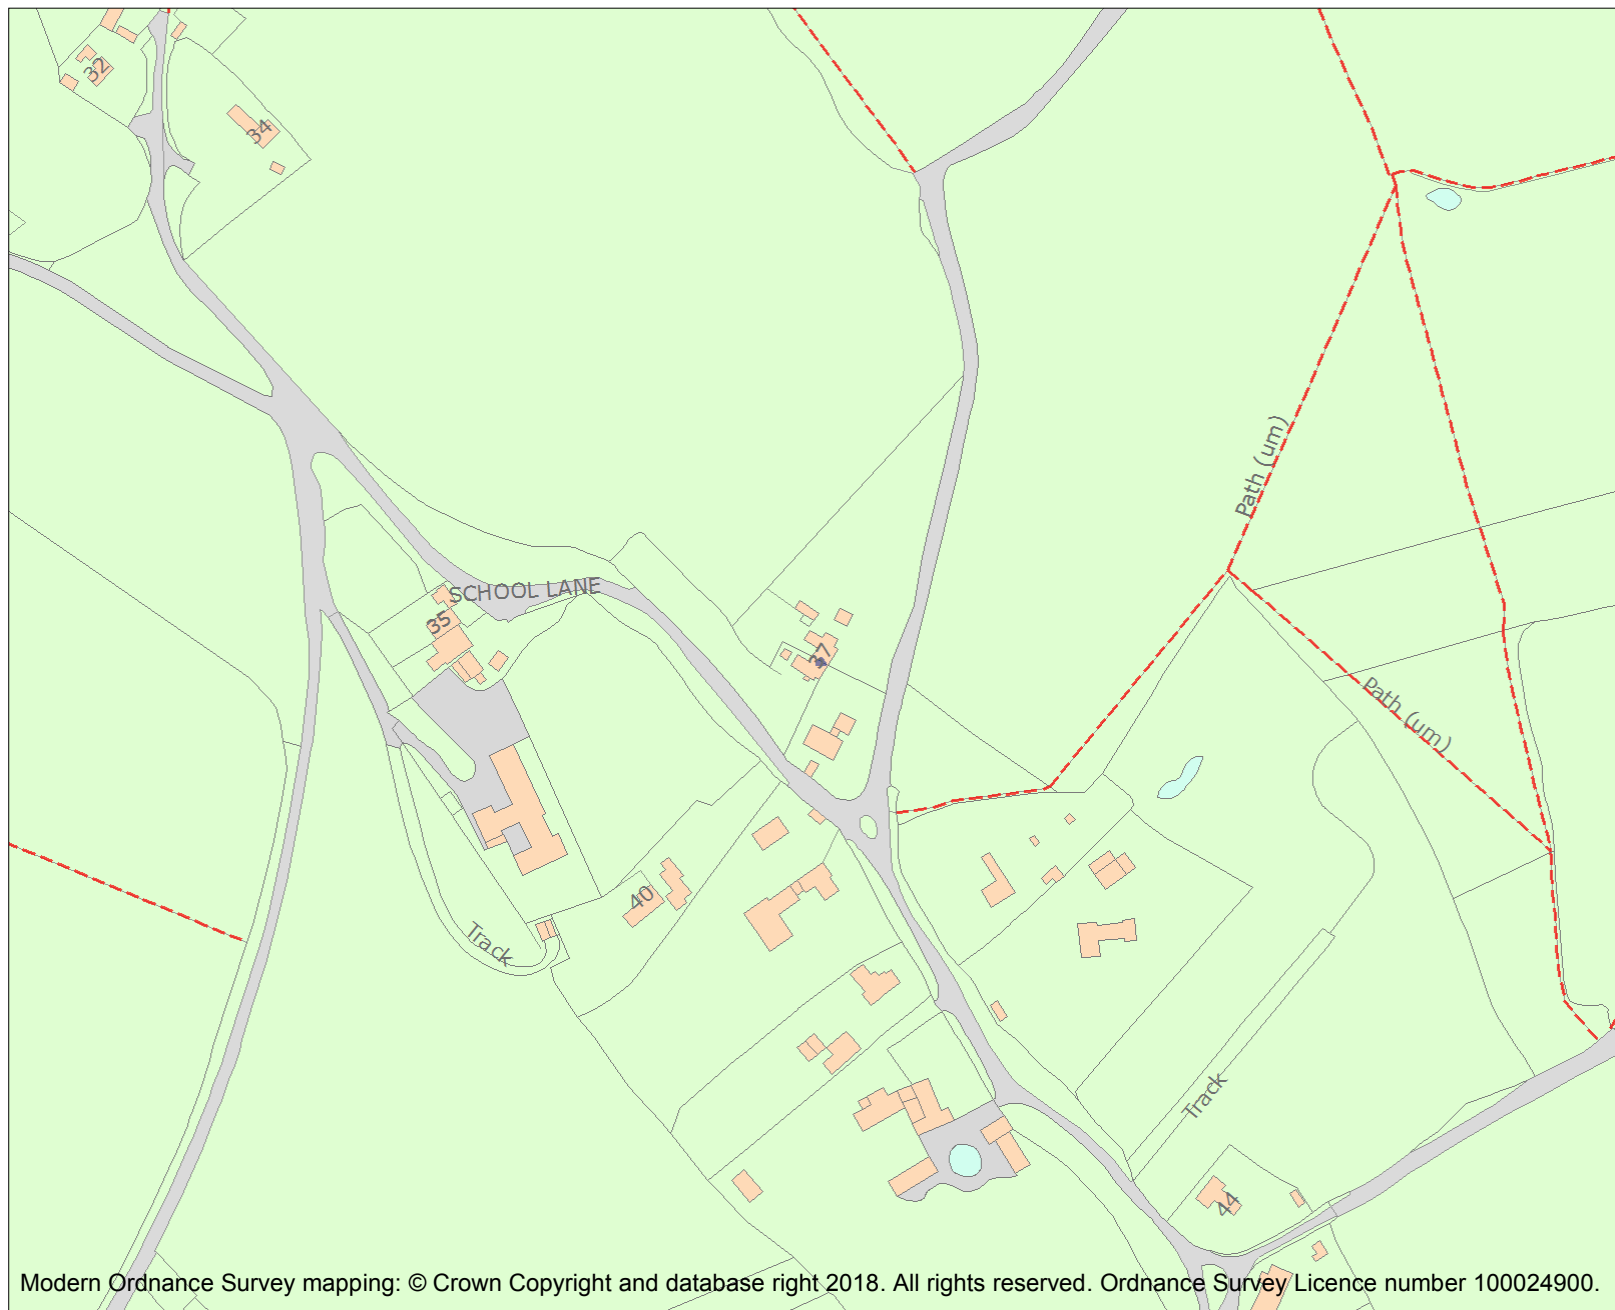 32
34
Path (um)
SCHOOL LANE
35
37
Path (um)
40
Track
Track
44
Modern Ordnance Survey mapping: © Crown Copyright and database right 2018. All rights reserved. Ordnance Survey Licence number 100024900.